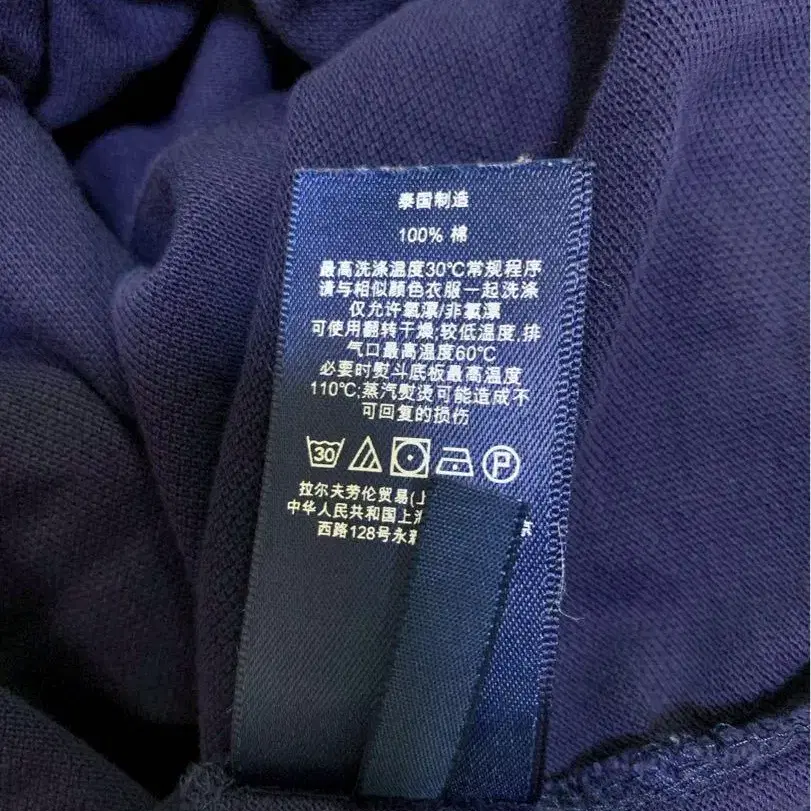 泰国制造
100% 棉
最高洗涤温度30℃常规程序
请与相似颜色衣服一起洗涤
仅允许氧漂/非氯漂
可使用翻转干燥;较低温度,排
气口最高温度60℃
必要时熨斗底板最高温度
110℃;蒸汽熨烫可能造成不
可回复的损伤
30 P
拉尔夫劳伦贸易(上
中华人民共和国上海 京
西路128号永